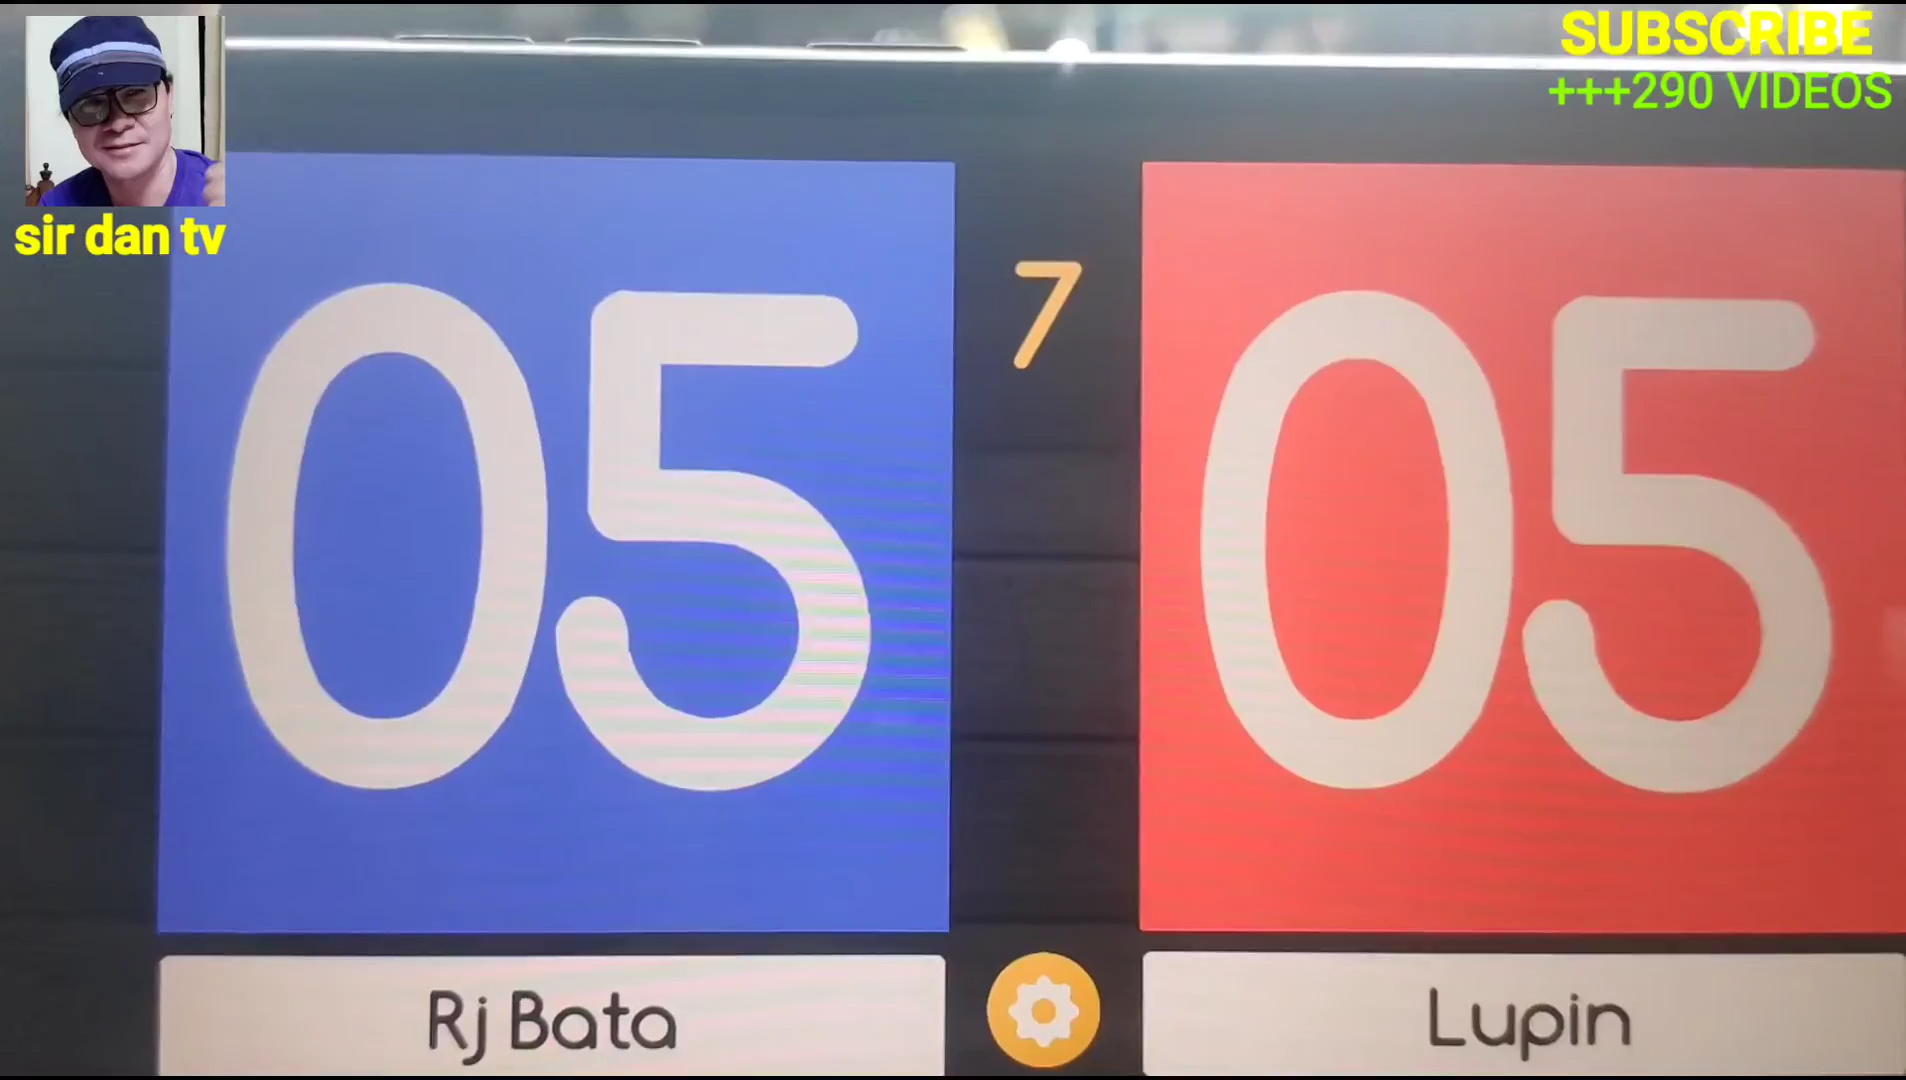 SUBSCRIBE
+++290 VIDEOS
sir dan tv
05
7
05
Rj Bata
Lupin